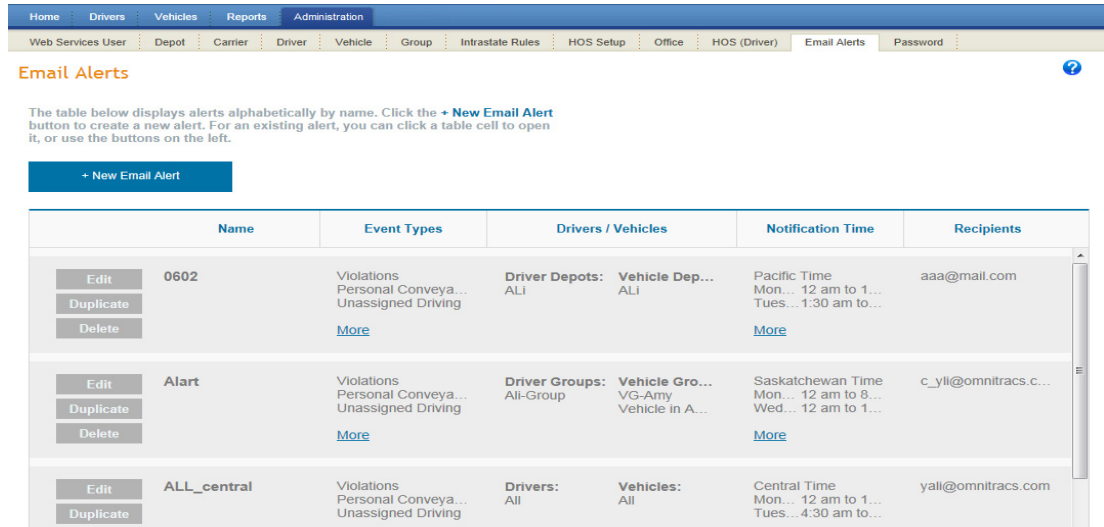 Home Drivers Vehicles Reports Administration
Web Services User Depot Carrier Driver Vehicle Group Intrastate Rules HOS Setup Office HOS (Driver) Email Alerts Password
Email Alerts
?
The table below displays alerts alphabetically by name. Click the + New Email Alert
button to create a new alert. For an existing alert, you can click a table cell to open
it, or use the buttons on the left.
+ New Email Alert
Name Event Types Drivers / Vehicles Notification Time Recipients
Edit 0602 Violations Driver Depots: Vehicle Dep... Pacific Time aaa@mail.com
Personal Conveya... ALi ALi Mon... 12 am to 1...
Duplicate Unassigned Driving Tues... 1:30 am to...
Delete More More
Edit Alart Violations Driver Groups: Vehicle Gro... Saskatchewan Time c_yli@omnitracs.c...
Personal Conveya... Ali-Group VG-Amy Mon... 12 am to 8...
Duplicate Unassigned Driving Vehicle in A... Wed... 12 am to 1...
Delete More More
Edit ALL_central Violations Drivers: Vehicles: Central Time yali@omnitracs.com
Personal Conveya... All All Mon... 12 am to 1...
Duplicate Unassigned Driving Tues... 4:30 am to...